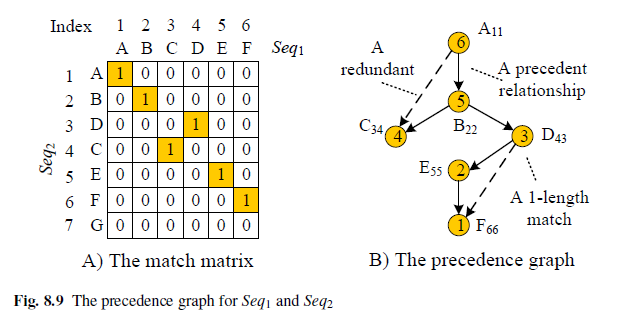 Index 1 2 3 4 5 6
A B C D E F Seq1
1 A 1 0 0 0 0 0
2 B 0 1 0 0 0 0
3 D 0 0 0 1 0 0
4 C 0 0 1 0 0 0
5 E 0 0 0 0 1 0
6 F 0 0 0 0 0 1
7 G 0 0 0 0 0 0
Seq2
A) The match matrix
6 A11
A redundant
A precedent
relationship
5
B22
C34
4
3 D43
E55 2
A 1-length
match
1 F66
B) The precedence graph
Fig. 8.9 The precedence graph for Seq1 and Seq2